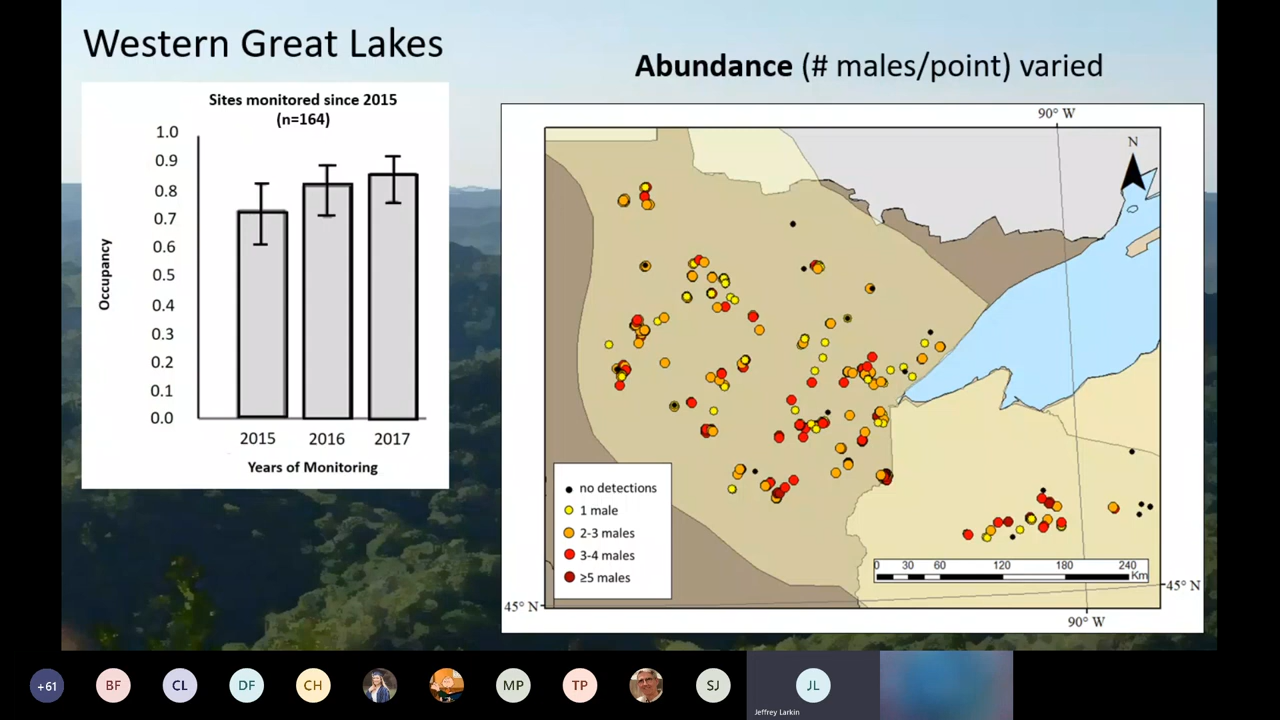 Western Great Lakes
Abundance (# males/point) varied
Sites monitored since 2015
(n=164)
1.0
0.9
0.8
0.7
0.6
0.5
0.4
0.3
0.2
0.1
0.0
Occupancy
2015 2016 2017
Years of Monitoring
90° W
N
no detections
1 male
2-3 males
3-4 males
≥5 males
0 30 60 120 180 240
Km
45° N
45° N
90° W
+61 BF CL DF CH MP TP SJ JL
Jeffrey Larkin